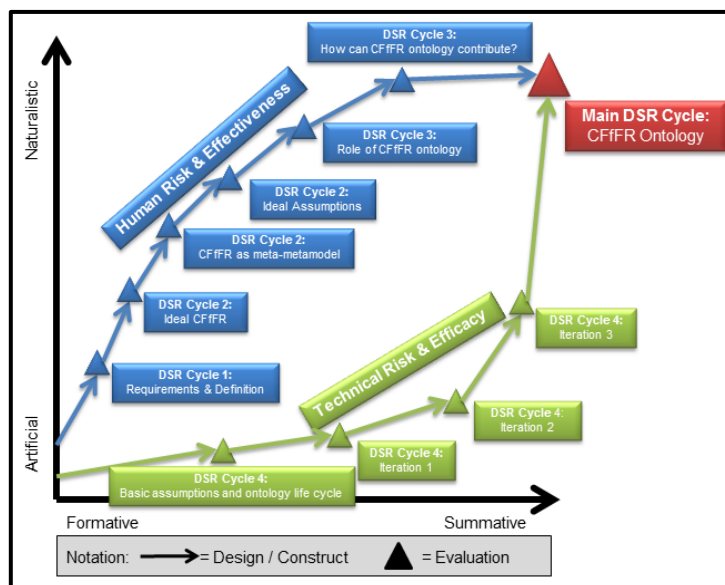 DSR Cycle 3:
How can CFfFR ontology contribute?
Naturalistic
Human Risk & Effectiveness
Main DSR Cycle:
CFfFR Ontology
DSR Cycle 3:
Role of CFfFR ontology
DSR Cycle 2:
Ideal Assumptions
DSR Cycle 2:
CFfFR as meta-metamodel
DSR Cycle 2:
Ideal CFfFR
Technical Risk & Efficacy
DSR Cycle 4:
Iteration 3
DSR Cycle 1:
Requirements & Definition
DSR Cycle 4:
Iteration 2
Artificial
DSR Cycle 4:
Iteration 1
DSR Cycle 4:
Basic assumptions and ontology life cycle
Formative Summative
Notation: = Design / Construct = Evaluation